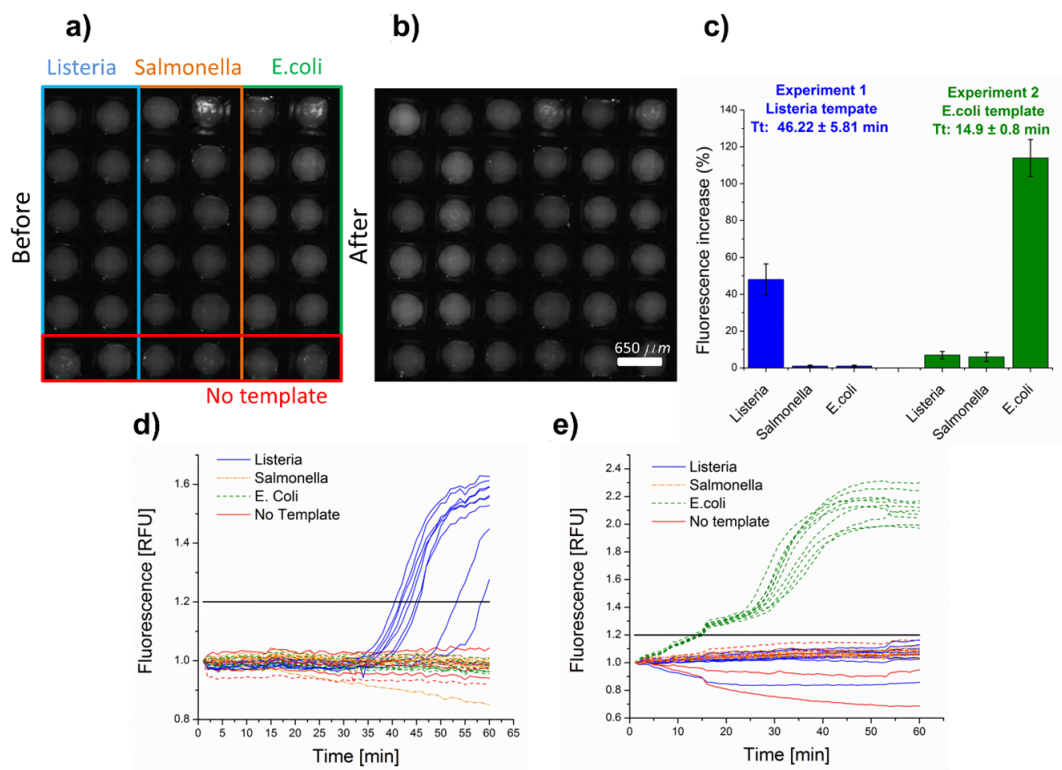 a)
Listeria Salmonella E.coli
Before
No template
b)
After
650 μm
c)
Experiment 1
Listeria tempate
Tt: 46.22 ± 5.81 min
Experiment 2
E.coli template
Tt: 14.9 ± 0.8 min
Fluorescence increase (%)
140
120
100
80
60
40
20
0
Listeria
Salmonella
E.coli
Listeria
Salmonella
E.coli
d)
Listeria
Salmonella
E. Coli
No Template
Fluorescence [RFU]
1.6
1.4
1.2
1.0
0.8
0 5 10 15 20 25 30 35 40 45 50 55 60 65
Time [min]
e)
Listeria
Salmonella
E.coli
No template
Fluorescence [RFU]
2.4
2.2
2.0
1.8
1.6
1.4
1.2
1.0
0.8
0.6
0 10 20 30 40 50 60
Time [min]